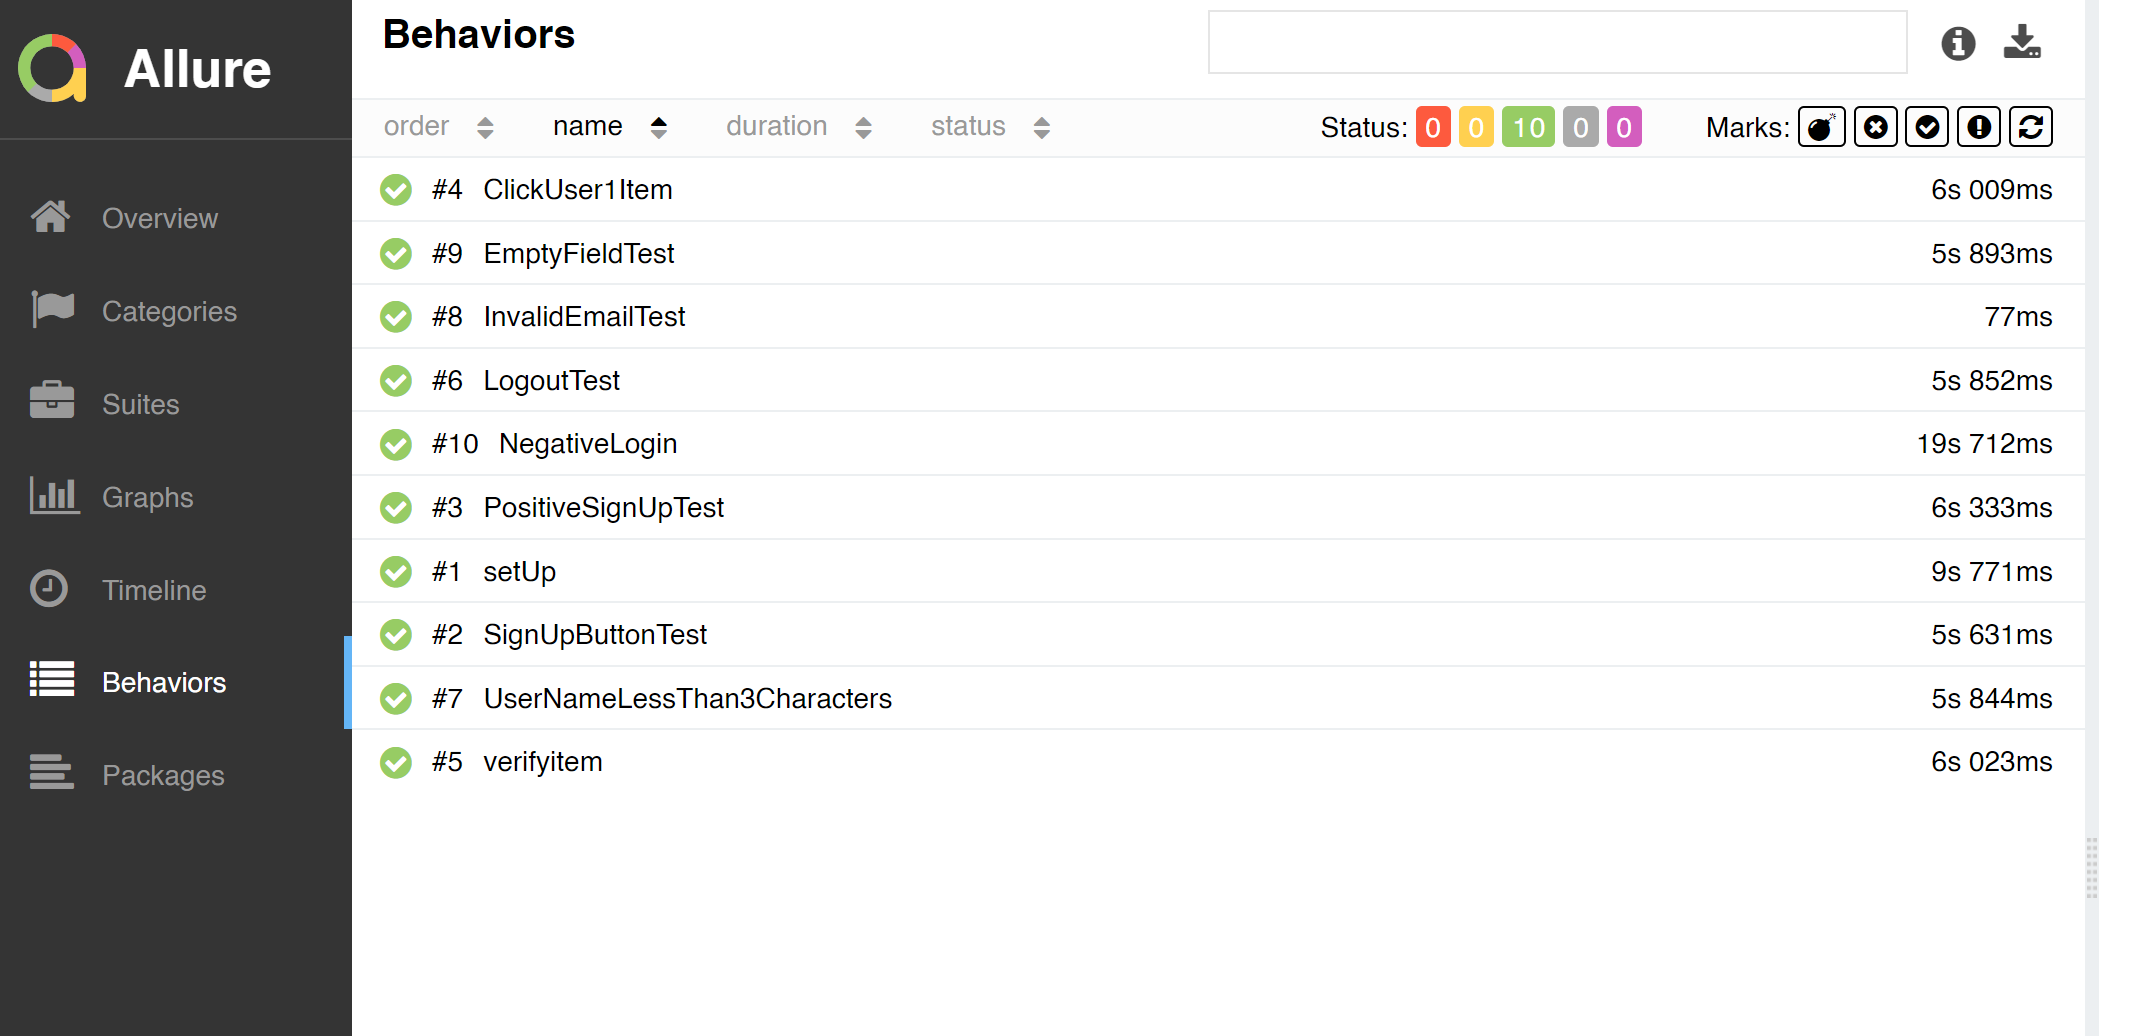 Allure
Overview
Categories
Suites
Graphs
Timeline
Behaviors
Packages
Behaviors
order name duration status Status: 0 0 10 0 0 Marks:
#4 ClickUser1Item 6s 009ms
#9 EmptyFieldTest 5s 893ms
#8 InvalidEmailTest 77ms
#6 LogoutTest 5s 852ms
#10 NegativeLogin 19s 712ms
#3 PositiveSignUpTest 6s 333ms
#1 setUp 9s 771ms
#2 SignUpButtonTest 5s 631ms
#7 UserNameLessThan3Characters 5s 844ms
#5 verifyitem 6s 023ms